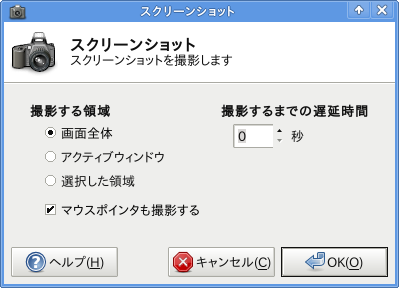 スクリーンショット
スクリーンショット
スクリーンショットを撮影します
撮影する領域
画面全体
アクティブウィンドウ
選択した領域
マウスポインタも撮影する
撮影するまでの遅延時間
0 秒
ヘルプ(H)
キャンセル(C)
OK(O)